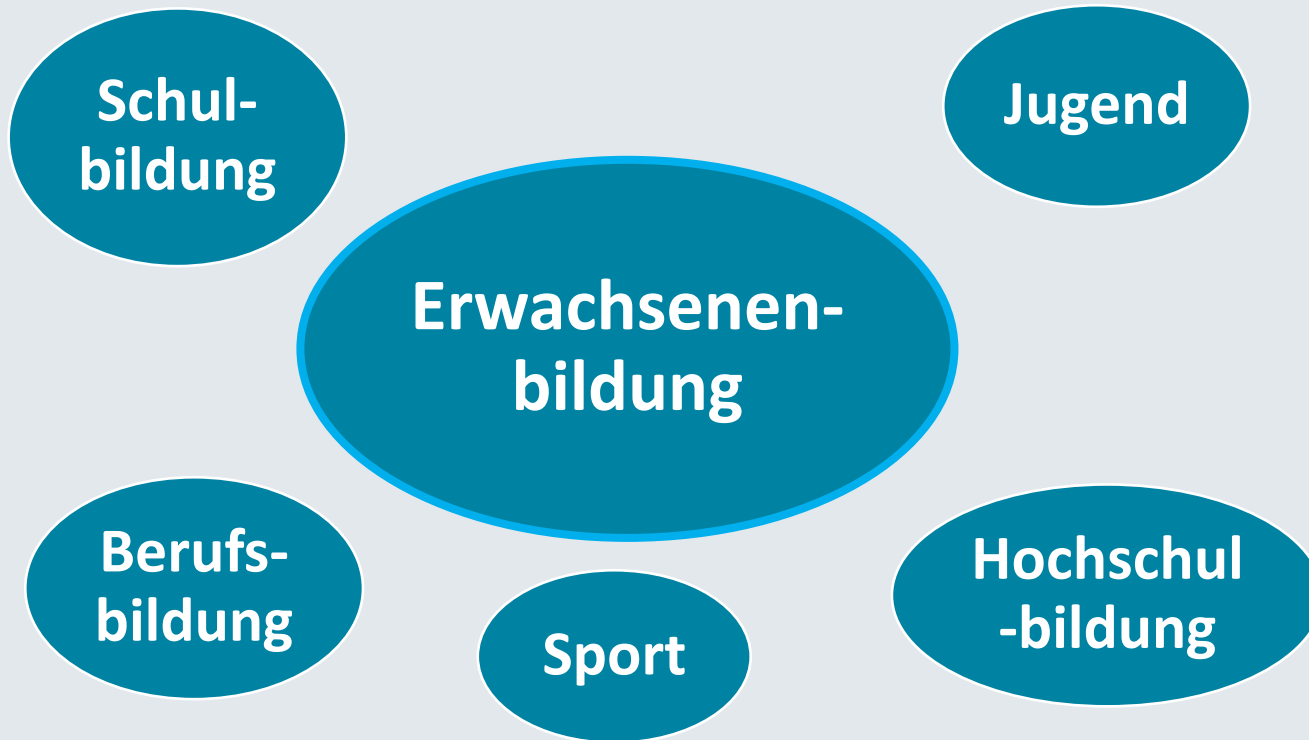 Schul-
bildung
Jugend
Erwachsenen-
bildung
Berufs-
bildung
Sport
Hochschul
-bildung